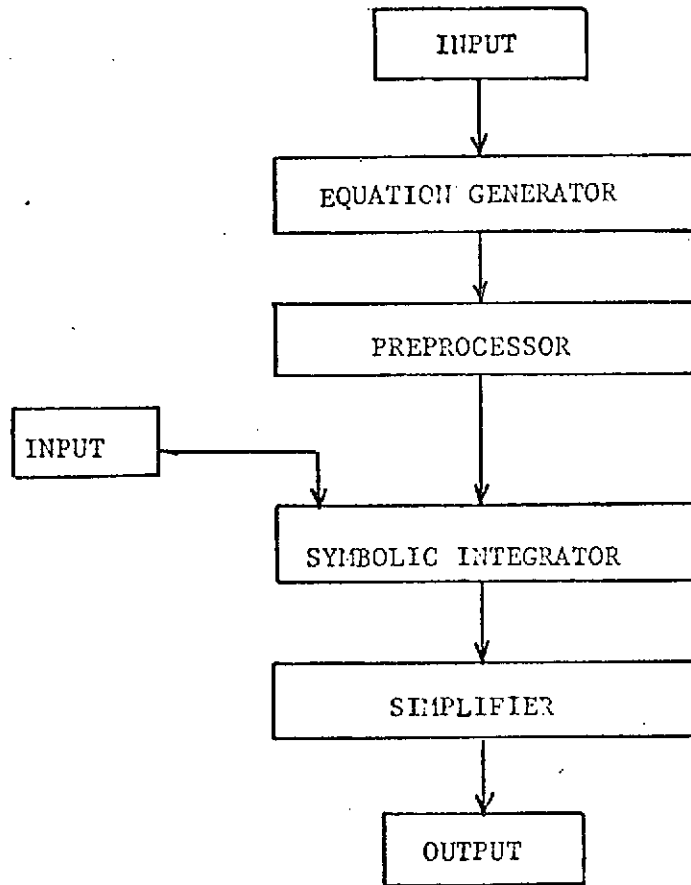 INPUT
EQUATION GENERATOR
PREPROCESSOR
INPUT
SYMBOLIC INTEGRATOR
SIMPLIFIER
OUTPUT